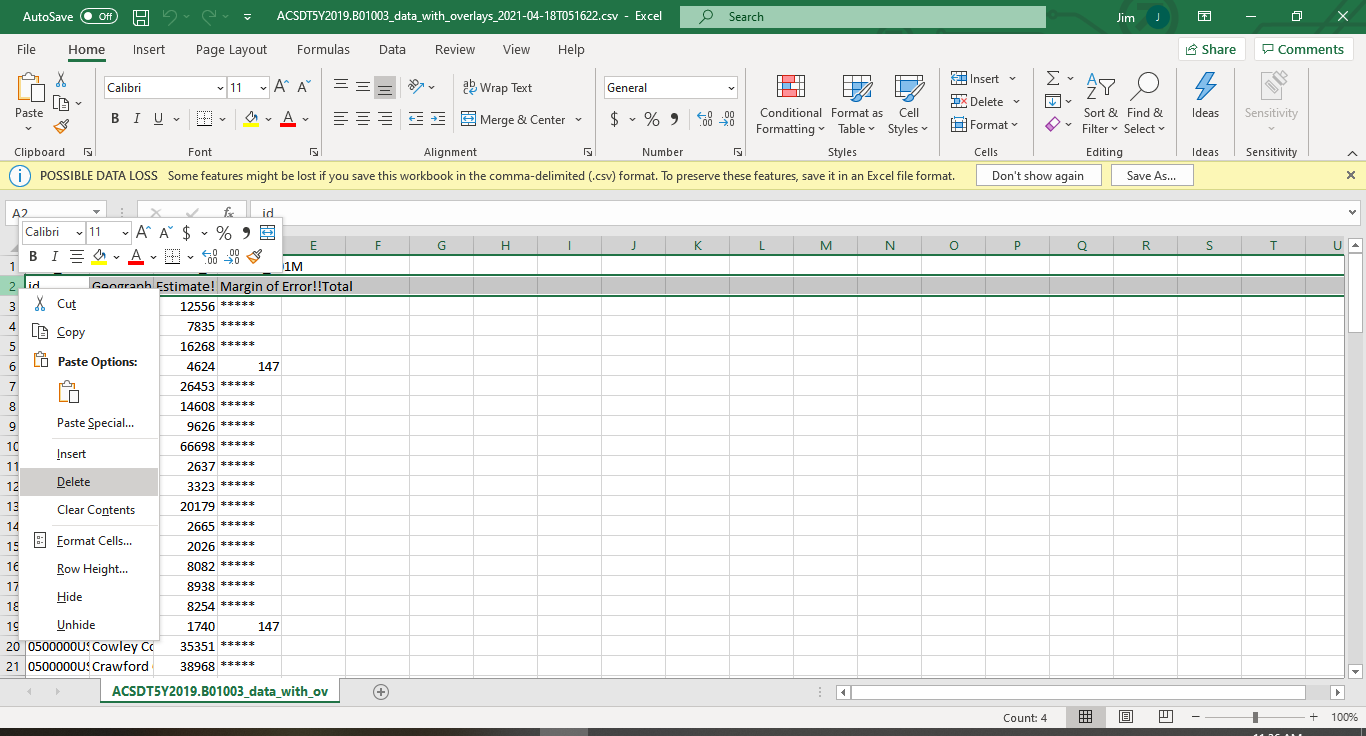 AutoSave Off ACSDT5Y2019.B01003_data_with_overlays_2021-04-18T051622.csv - Excel Search Jim J
File Home Insert Page Layout Formulas Data Review View Help Share Comments
Calibri 11 A^ Aˇ ab Wrap Text General Insert
Paste Conditional Format as Cell Delete Sort & Find & Ideas Sensitivity
B I U A Merge & Center $ % , .00 Formatting Table Styles Format Filter Select
Clipboard Font Alignment Number Styles Cells Editing Ideas Sensitivity
POSSIBLE DATA LOSS Some features might be lost if you save this workbook in the comma-delimited (.csv) format. To preserve these features, save it in an Excel file format. Don't show again Save As...
A2 fx id
Calibri 11 A^ Aˇ $ % ,
B I A .00
E F G H I J K L M N O P Q R S T U
1 01M
2 id Geograph Estimate! Margin of Error!!Total
3 12556 *****
4 7835 *****
5 16268 *****
6 4624 147
7 26453 *****
8 14608 *****
9 9626 *****
10 66698 *****
11 2637 *****
12 3323 *****
13 20179 *****
14 2665 *****
15 2026 *****
16 8082 *****
17 8938 *****
18 8254 *****
19 1740 147
20 0500000US Cowley Co 35351 *****
21 0500000US Crawford 38968 *****
Cut
Copy
Paste Options:
Paste Special...
Insert
Delete
Clear Contents
Format Cells...
Row Height...
Hide
Unhide
ACSDT5Y2019.B01003_data_with_ov
Count: 4 100%